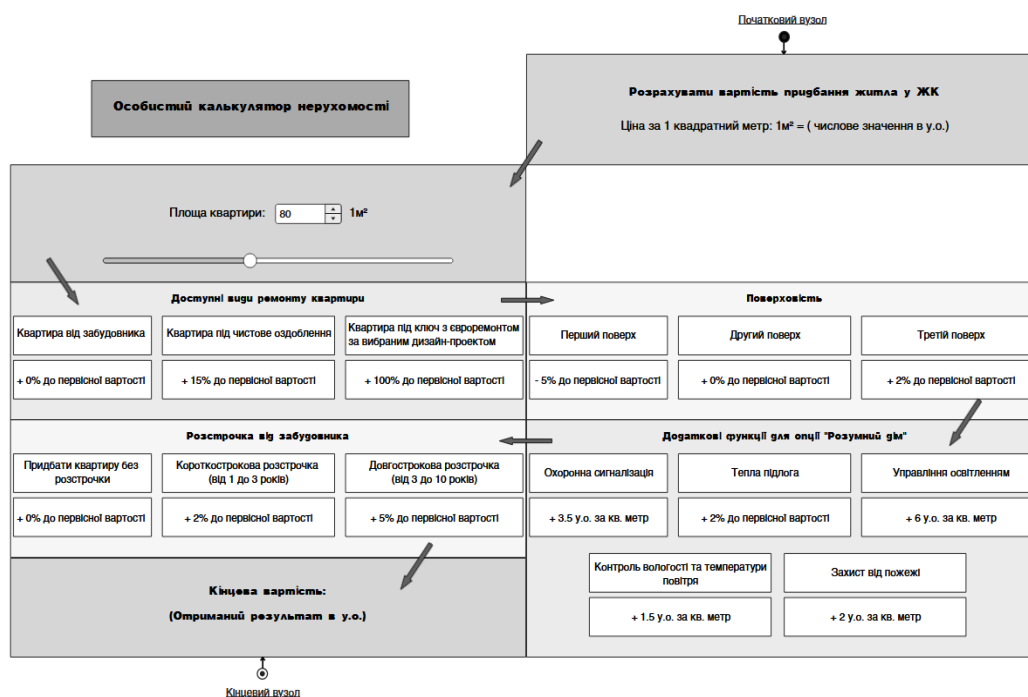 Початковий вузол
Особистий калькулятор нерухомості
Розрахувати вартість придбання житла у ЖК
Ціна за 1 квадратний метр: 1м² = ( числове значення в у.о.)
Площа квартири: 80 1м²
Доступні види ремонту квартири
Квартира від забудовника
Квартира під чистове оздоблення
Квартира під ключ з євроремонтом
за вибраним дизайн-проектом
+ 0% до первісної вартості
+ 15% до первісної вартості
+ 100% до первісної вартості
Поверховість
Перший поверх
Другий поверх
Третій поверх
- 5% до первісної вартості
+ 0% до первісної вартості
+ 2% до первісної вартості
Розстрочка від забудовника
Придбати квартиру без
розстрочки
Короткострокова розстрочка
(від 1 до 3 років)
Довгострокова розстрочка
(від 3 до 10 років)
+ 0% до первісної вартості
+ 2% до первісної вартості
+ 5% до первісної вартості
Додаткові функції для опції "Розумний дім"
Охоронна сигналізація
Тепла підлога
Управління освітленням
+ 3.5 у.о. за кв. метр
+ 2% до первісної вартості
+ 6 у.о. за кв. метр
Контроль вологості та температури
повітря
Захист від пожежі
+ 1.5 у.о. за кв. метр
+ 2 у.о. за кв. метр
Кінцева вартість:
(Отриманий результат в у.о.)
Кінцевий вузол